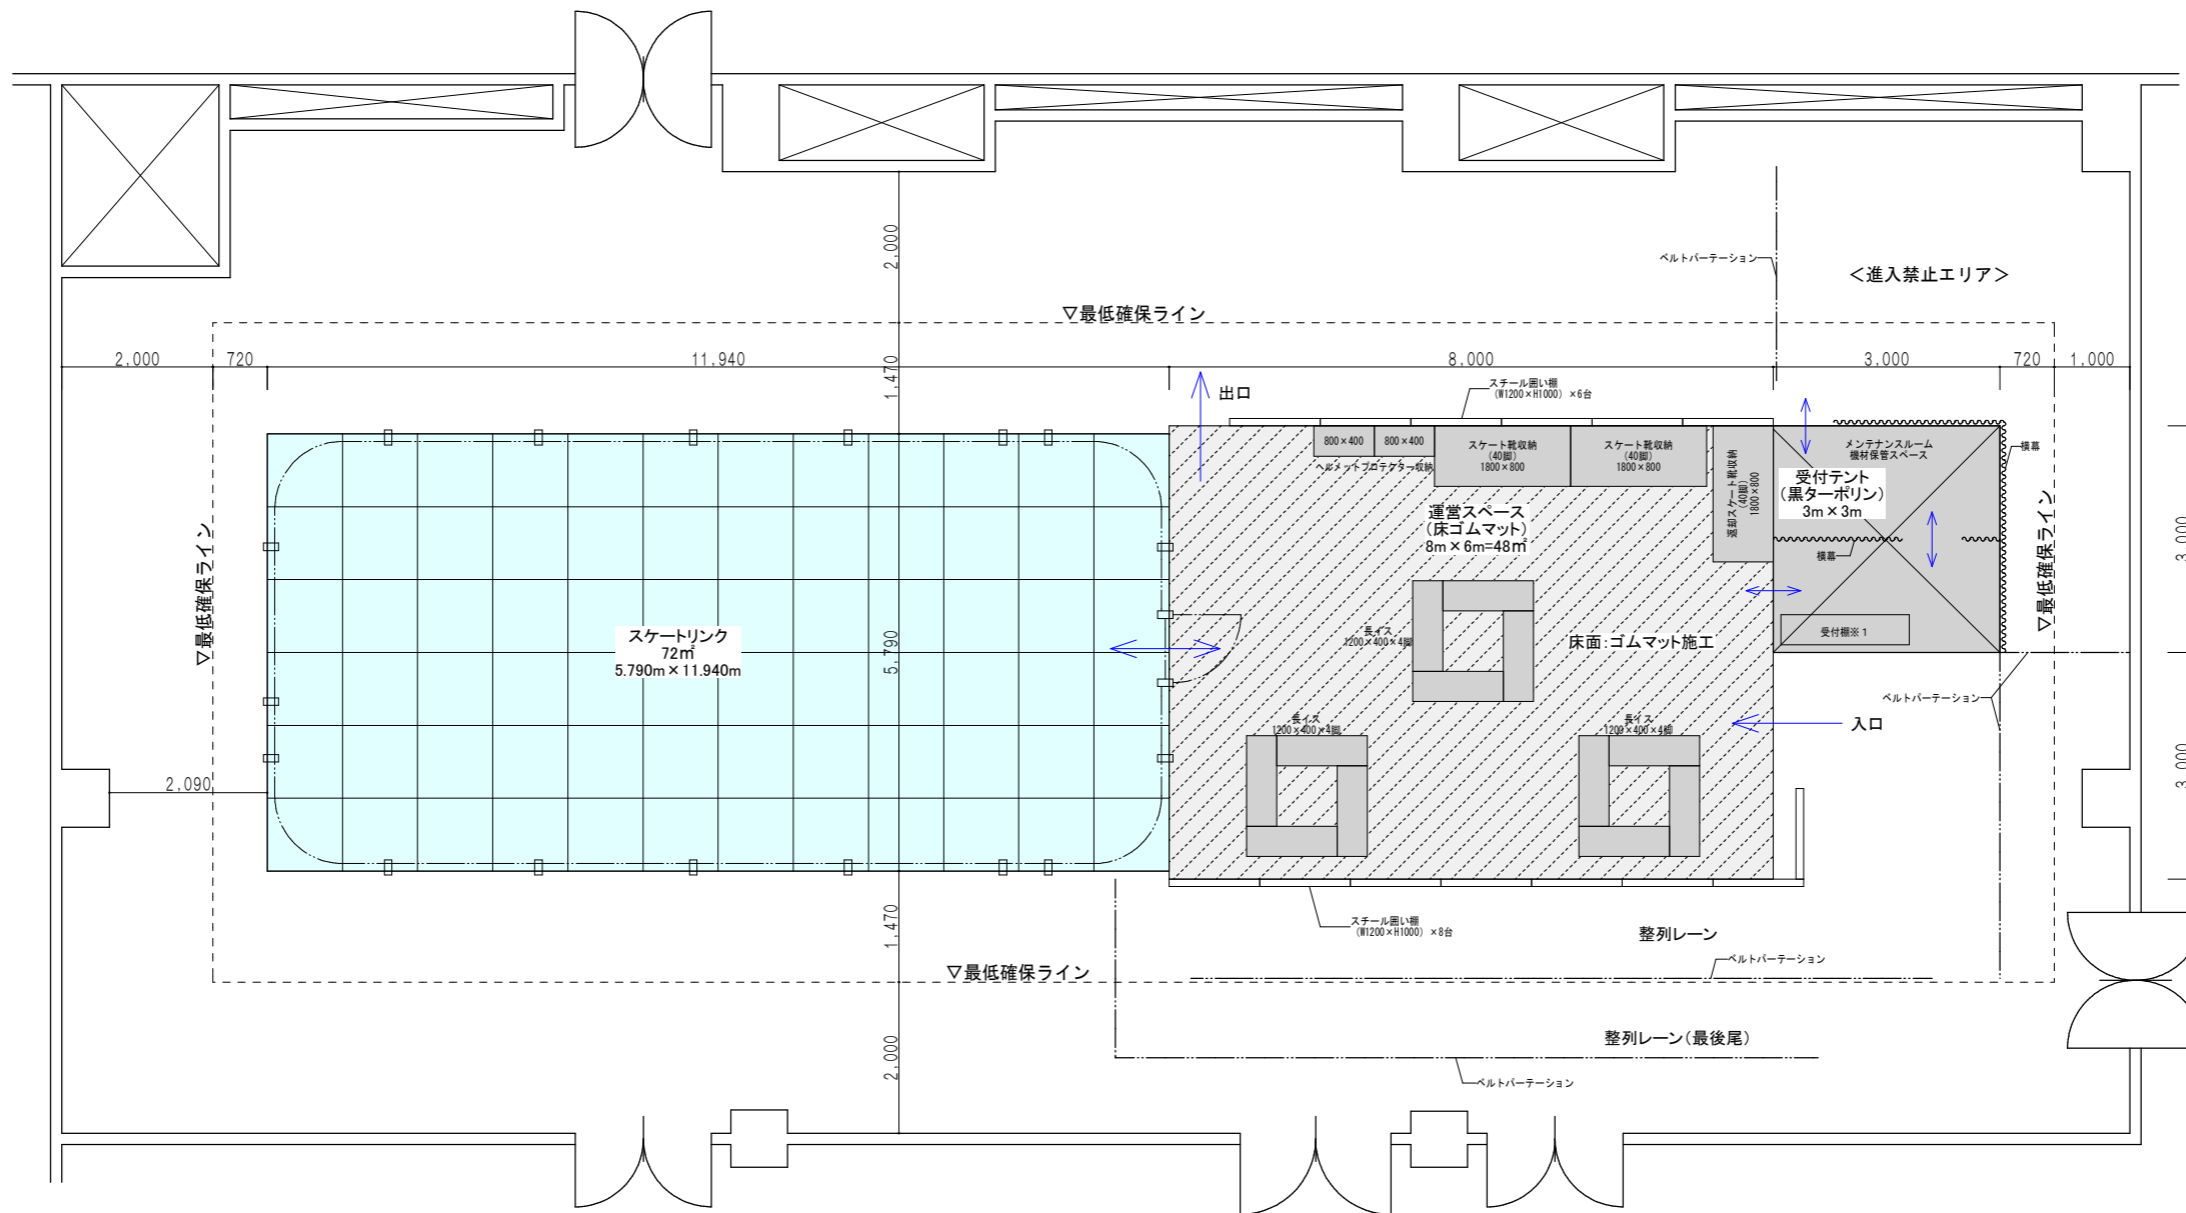 2,000
ベルトパーテーション
＜進入禁止エリア＞
▽最低確保ライン
2,000
720
11,940
1,470
8,000
3,000
720
1,000
出口
スチール囲い棚
(W1200×H1000) ×6台
800×400
800×400
ヘルメットプロテクター収納
スケート靴収納
(40脚)
1800×800
スケート靴収納
(40脚)
1800×800
返却スケート靴収納
(40脚)
1800×800
メンテナンスルーム
機材保管スペース
横幕
受付テント
(黒ターポリン)
3m×3m
運営スペース
(床ゴムマット)
8m×6m=48㎡
横幕
▽最低確保ライン
▽最低確保ライン
3,000
スケートリンク
72㎡
5.790m×11.940m
5,790
長イス
1200×400×4脚
床面:ゴムマット施工
受付棚※1
ベルトパーテーション
長イス
1200×400×4脚
長イス
1200×400×4脚
入口
2,090
3,000
1,470
スチール囲い棚
(W1200×H1000) ×8台
整列レーン
ベルトパーテーション
▽最低確保ライン
整列レーン(最後尾)
2,000
ベルトパーテーション